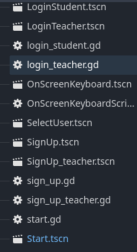 LoginStudent.tscn
LoginTeacher.tscn
login_student.gd
login_teacher.gd
OnScreenKeyboard.tscn
OnScreenKeyboardScri...
SelectUser.tscn
SignUp.tscn
SignUp_teacher.tscn
sign_up.gd
sign_up_teacher.gd
start.gd
Start.tscn